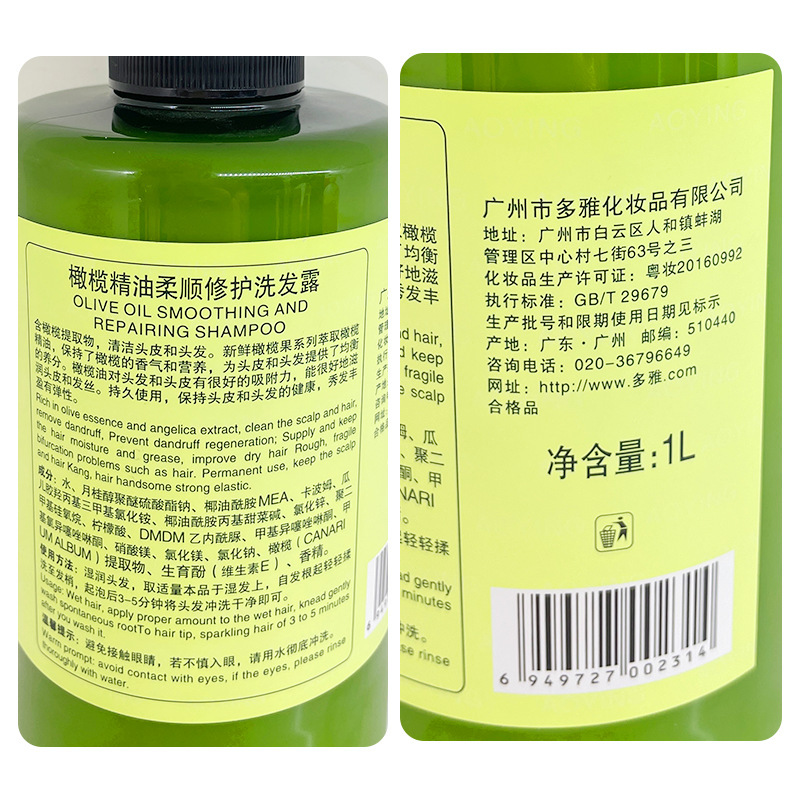 橄榄精油柔顺修护洗发露
OLIVE OIL SMOOTHING AND
REPAIRING SHAMPOO
含橄榄提取物，清洁头皮和头发。新鲜橄榄果系列萃取橄榄
精油，保持了橄榄的香气和营养，为头皮和头发提供了均衡
的养分。橄榄油对头发和头皮有很好的吸附力，能很好地滋
润头皮和发丝。持久使用，保持头皮和头发的健康，秀发丰
盈有弹性。
Rich in olive essence and angelica extract, clean the scalp and hair,
remove dandruff, Prevent dandruff regeneration; Supply and keep
the hair moisture and grease, improve dry hair Rough, fragile
bifurcation problems such as hair. Permanent use, keep the scalp
and hair Kang, hair handsome strong elastic.
成分：水、月桂醇聚醚硫酸酯钠、椰油酰胺MEA、卡波姆、瓜
儿胶羟丙基三甲基氯化铵、椰油酰胺丙基甜菜碱、氯化锌、聚二
甲基硅氧烷、柠檬酸、DMDM 乙内酰脲、甲基异噻唑啉酮、甲
基氯异噻唑啉酮、硝酸镁、氯化镁、氯化钠、橄榄（CANARI
UM ALBUM）提取物、生育酚（维生素E）、香精。
使用方法：湿润头发，取适量本品于湿发上，自发根起轻轻揉
洗至发梢，起泡后3-5分钟将头发冲洗干净即可。
Usage: Wet hair, apply proper amount to the wet hair, knead gently
wash spontaneous rootTo hair tip, sparkling hair of 3 to 5 minutes
after you wash it.
温馨提示：避免接触眼睛，若不慎入眼，请用水彻底冲洗。
Warm prompt: avoid contact with eyes, if the eyes, please rinse
thoroughly with water.
广州市多雅化妆品有限公司
地址：广州市白云区人和镇蚌湖
管理区中心村七街63号之三
化妆品生产许可证：粤妆20160992
执行标准：GB/T 29679
生产批号和限期使用日期见标示
产地：广东·广州 邮编：510440
咨询电话：020-36796649
网址：http://www.多雅.com
合格品
净含量:1L
6 949727 002314